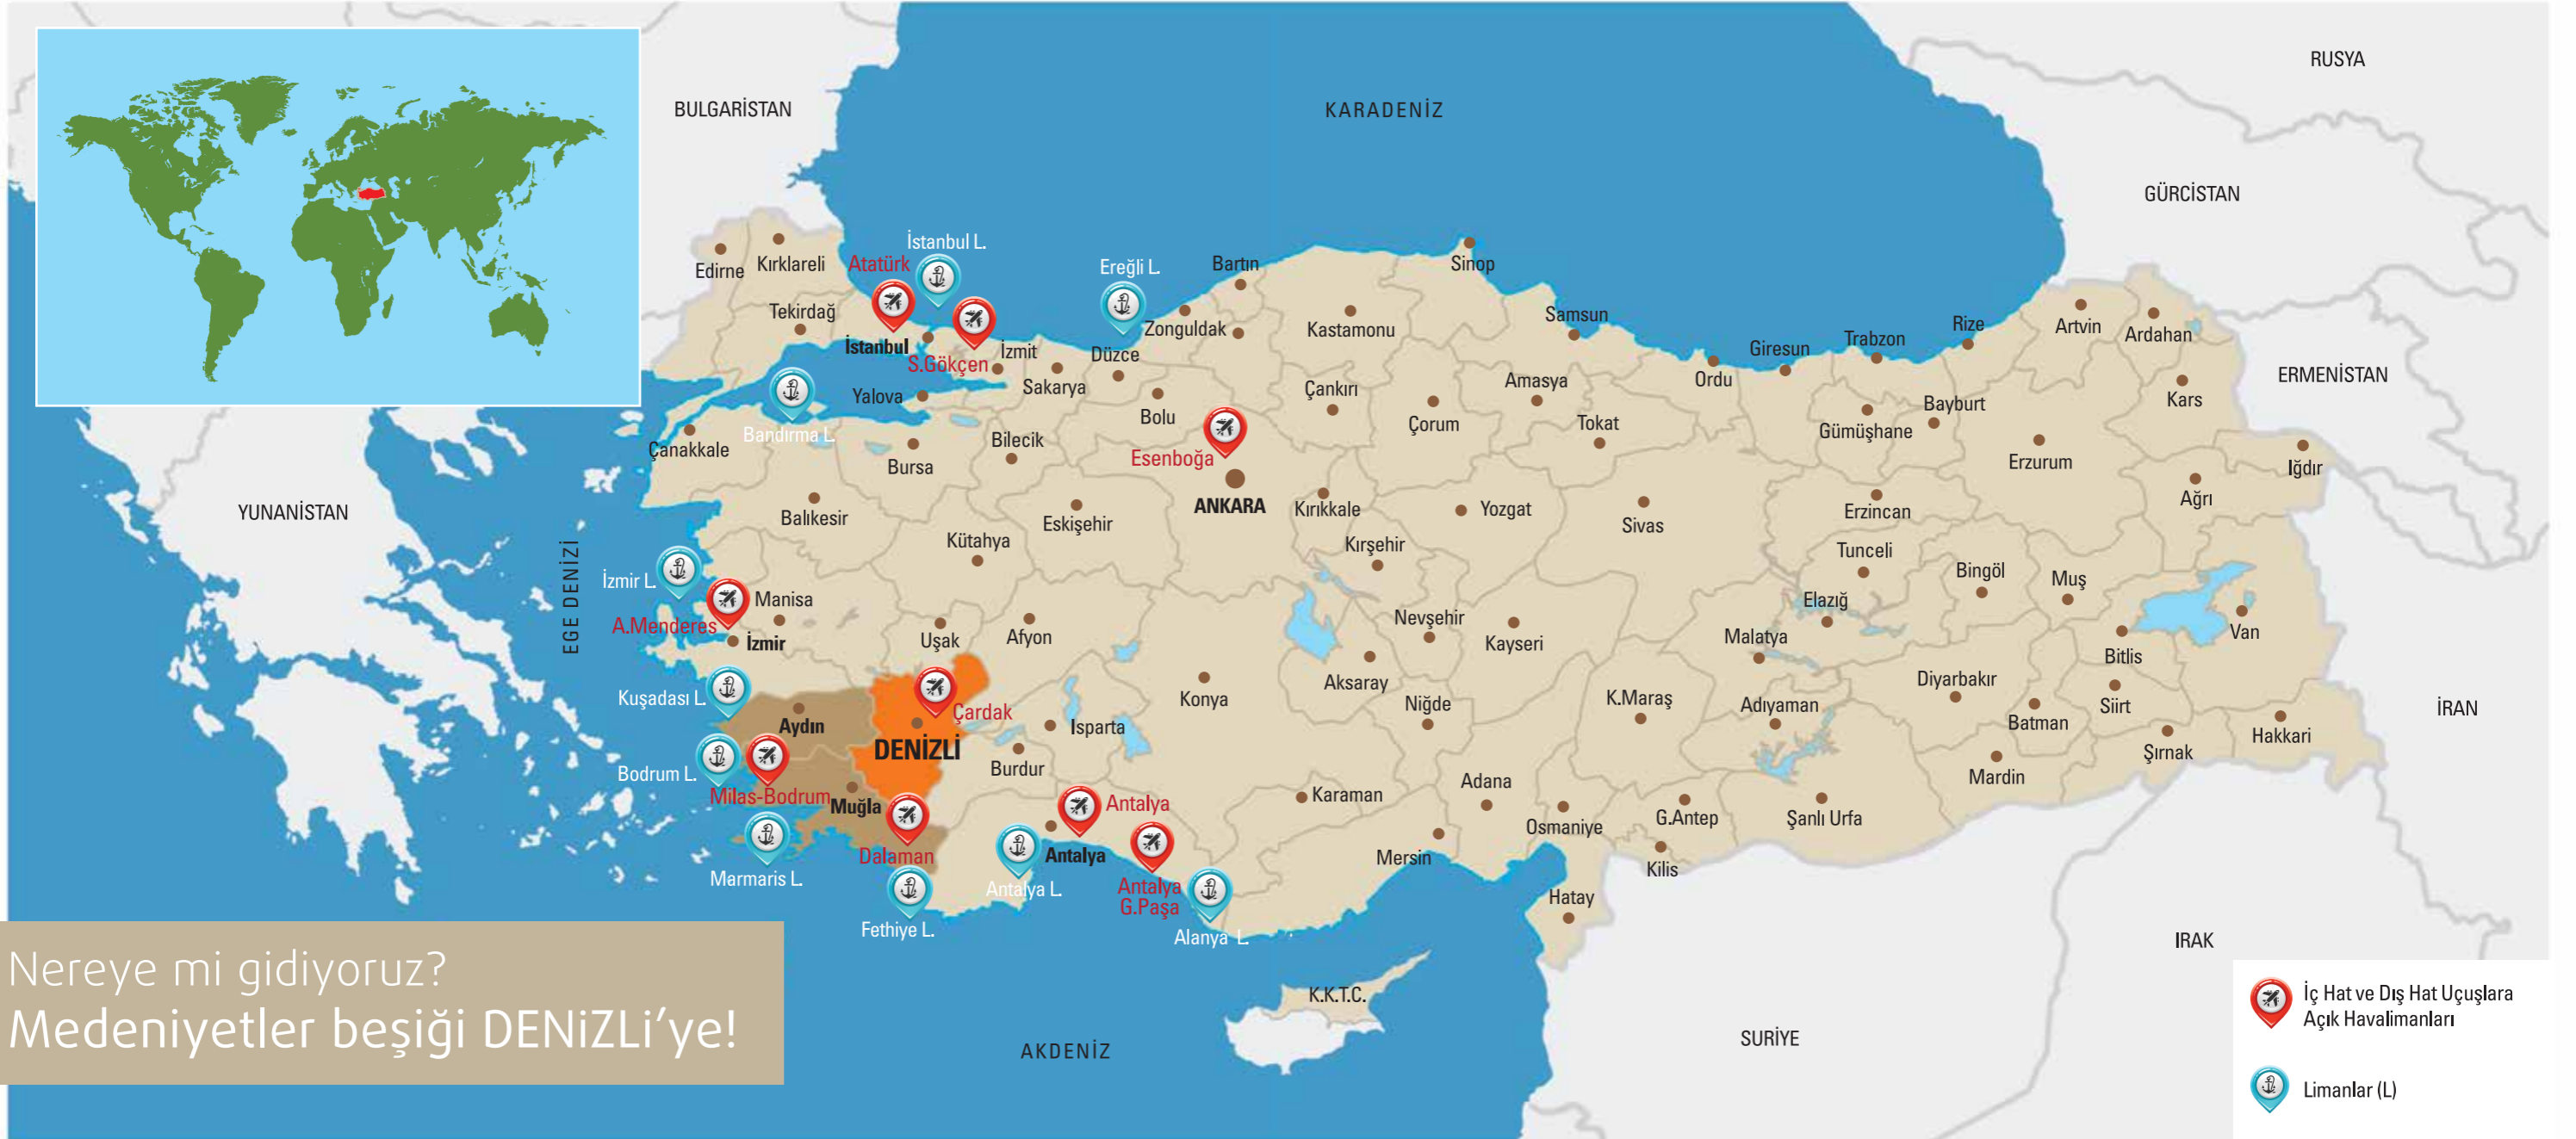 RUSYA
BULGARİSTAN
KARADENİZ
GÜRCİSTAN
İstanbul L.
Edirne
Kırklareli
Atatürk
Ereğli L.
Bartın
Sinop
Tekirdağ
Zonguldak
Kastamonu
Samsun
Rize
Artvin
Ardahan
İstanbul
S.Gökçen
İzmit
Düzce
Giresun
Trabzon
ERMENİSTAN
Yalova
Sakarya
Çankırı
Amasya
Ordu
Bolu
Kars
Bayburt
Bandırma L.
Çanakkale
Bilecik
Çorum
Tokat
Gümüşhane
Bursa
Esenboğa
Erzurum
Iğdır
YUNANİSTAN
Balıkesir
Eskişehir
ANKARA
Kırıkkale
Yozgat
Sivas
Erzincan
Ağrı
Kütahya
Kırşehir
Tunceli
EGE DENİZİ
İzmir L.
Manisa
Bingöl
Muş
A.Menderes
İzmir
Uşak
Afyon
Nevşehir
Kayseri
Elazığ
Malatya
Van
Bitlis
Kuşadası L.
Konya
Aksaray
Niğde
K.Maraş
Adıyaman
Diyarbakır
Batman
Siirt
İRAN
Aydın
Çardak
DENİZLİ
Isparta
Burdur
Hakkari
Şırnak
Bodrum L.
Mardin
Milas-Bodrum
Muğla
Antalya
Karaman
Adana
Osmaniye
G.Antep
Şanlı Urfa
Dalaman
Antalya
Mersin
Kilis
Marmaris L.
Antalya L.
Antalya
G.Paşa
Hatay
Fethiye L.
Alanya L.
IRAK
Nereye mi gidiyoruz?
Medeniyetler beşiği DENiZLi’ye!
K.K.T.C.
AKDENİZ
SURİYE
İç Hat ve Dış Hat Uçuşlara
Açık Havalimanları
Limanlar (L)